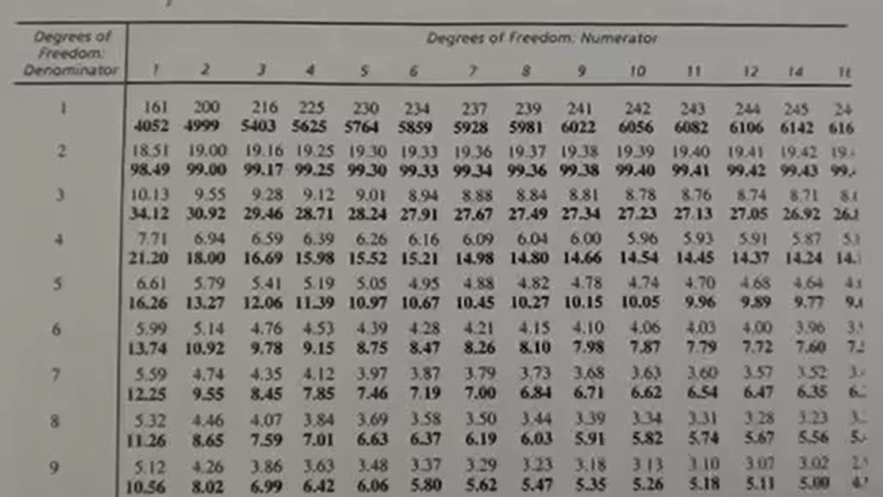 Degrees of Freedom: Numerator
Degrees of
Freedom:
Denominator 1 2 3 4 5 6 7 8 9 10 11 12 14
1 161 200 216 225 230 234 237 239 241 242 243 244 245
4052 4999 5403 5625 5764 5859 5928 5981 6022 6056 6082 6106 6142
2 18.51 19.00 19.16 19.25 19.30 19.33 19.36 19.37 19.38 19.39 19.40 19.41 19.42
98.49 99.00 99.17 99.25 99.30 99.33 99.34 99.36 99.38 99.40 99.41 99.42 99.43
3 10.13 9.55 9.28 9.12 9.01 8.94 8.88 8.84 8.81 8.78 8.76 8.74 8.71
34.12 30.92 29.46 28.71 28.24 27.91 27.67 27.49 27.34 27.23 27.13 27.05 26.92
4 7.71 6.94 6.59 6.39 6.26 6.16 6.09 6.04 6.00 5.96 5.93 5.91 5.87
21.20 18.00 16.69 15.98 15.52 15.21 14.98 14.80 14.66 14.54 14.45 14.37 14.24
5 6.61 5.79 5.41 5.19 5.05 4.95 4.88 4.82 4.78 4.74 4.70 4.68 4.64
16.26 13.27 12.06 11.39 10.97 10.67 10.45 10.27 10.15 10.05 9.96 9.89 9.77
6 5.99 5.14 4.76 4.53 4.39 4.28 4.21 4.15 4.10 4.06 4.03 4.00 3.96
13.74 10.92 9.78 9.15 8.75 8.47 8.26 8.10 7.98 7.87 7.79 7.72 7.60
7 5.59 4.74 4.35 4.12 3.97 3.87 3.79 3.73 3.68 3.63 3.60 3.57 3.52
12.25 9.55 8.45 7.85 7.46 7.19 7.00 6.84 6.71 6.62 6.54 6.47 6.35
8 5.32 4.46 4.07 3.84 3.69 3.58 3.50 3.44 3.39 3.34 3.31 3.28 3.23
11.26 8.65 7.59 7.01 6.63 6.37 6.19 6.03 5.91 5.82 5.74 5.67 5.56
9 5.12 4.26 3.86 3.63 3.48 3.37 3.29 3.23 3.18 3.13 3.10 3.07 3.02
10.56 8.02 6.99 6.42 6.06 5.80 5.62 5.47 5.35 5.26 5.18 5.11 5.00